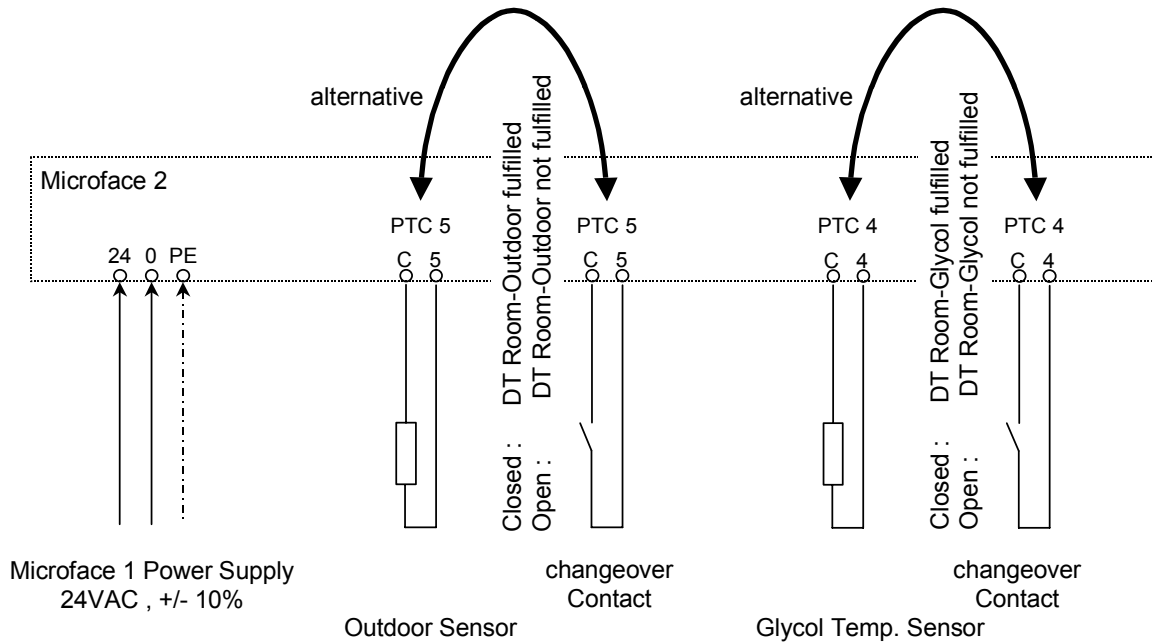 alternative
alternative
Microface 2
24 0 PE
PTC 5
C 5
Closed : DT Room-Outdoor fulfilled
Open : DT Room-Outdoor not fulfilled
PTC 5
C 5
PTC 4
C 4
Closed : DT Room-Glycol fulfilled
Open : DT Room-Glycol not fulfilled
PTC 4
C 4
Microface 1 Power Supply
24VAC , +/- 10%
Outdoor Sensor
changeover
Contact
Glycol Temp. Sensor
changeover
Contact